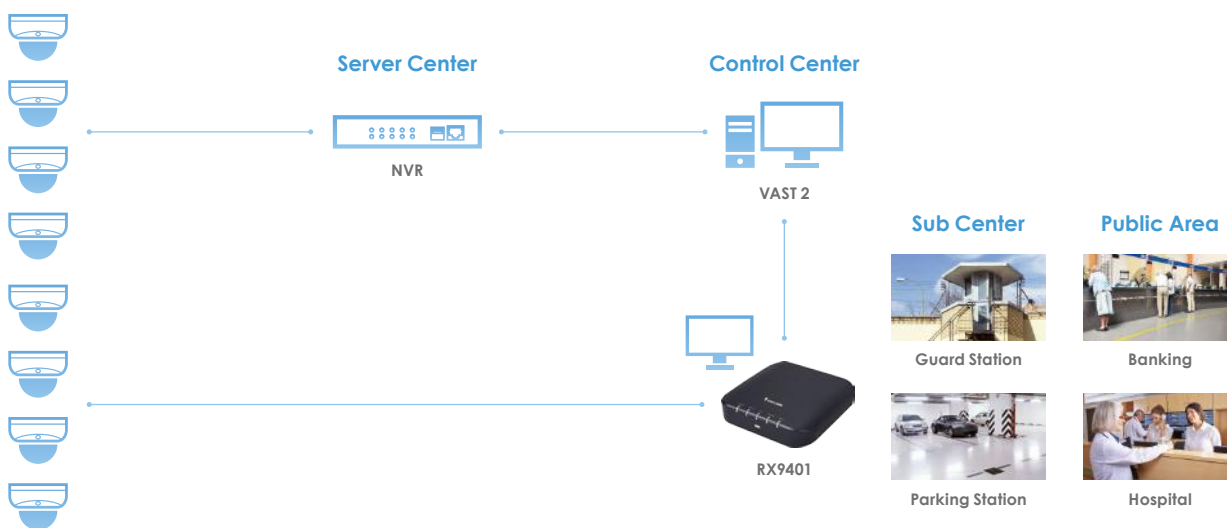 Server Center
Control Center
NVR
VAST 2
Sub Center
Public Area
Guard Station
Banking
RX9401
Parking Station
Hospital